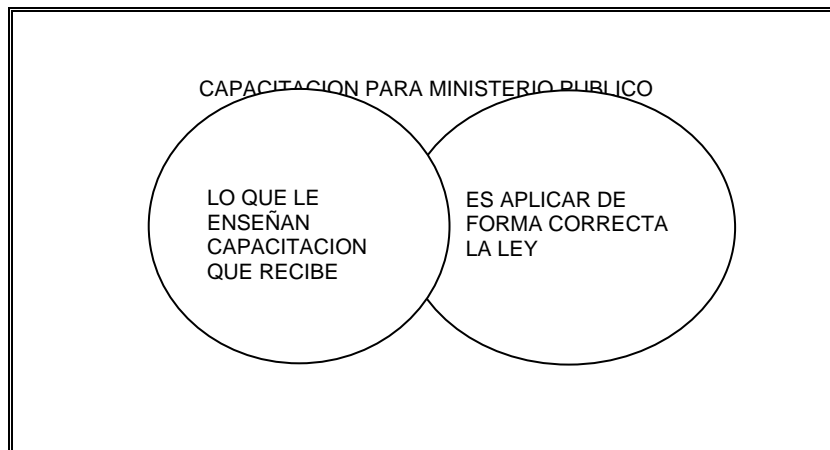 CAPACITACION PARA MINISTERIO PUBLICO
LO QUE LE
ENSEÑAN
CAPACITACION
QUE RECIBE
ES APLICAR DE
FORMA CORRECTA
LA LEY